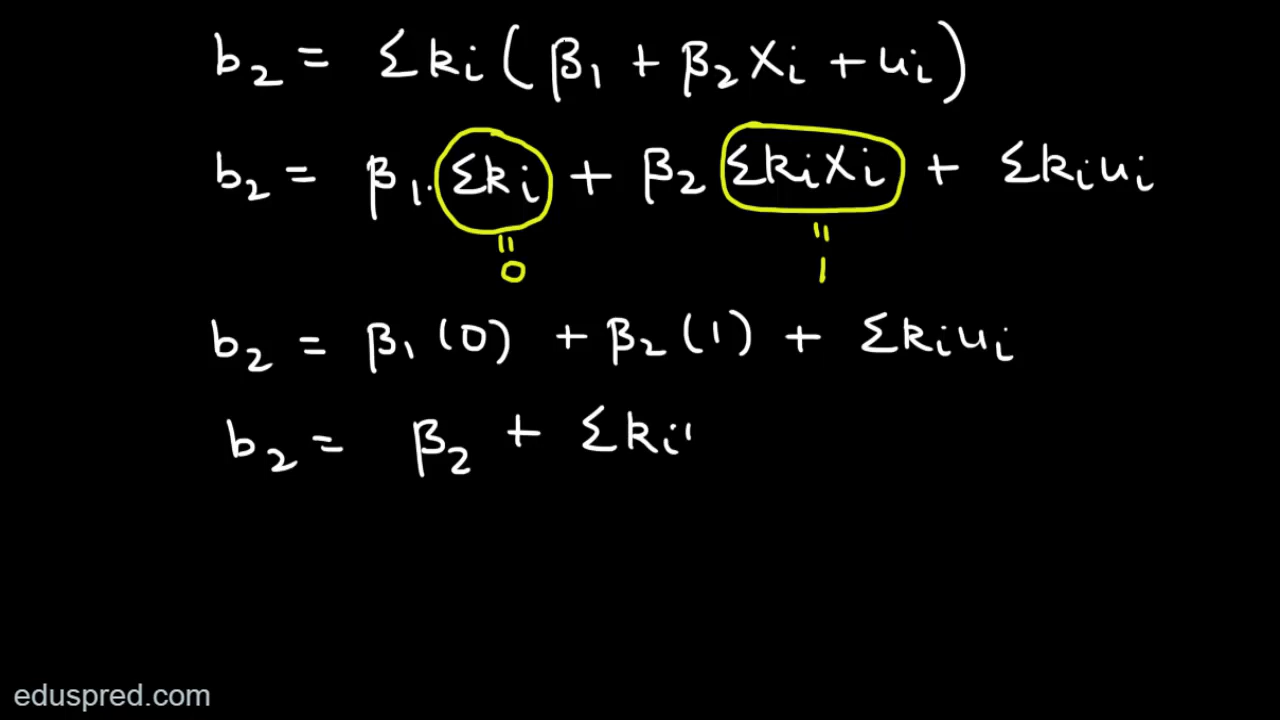 b₂ = Σkᵢ(β₁ + β₂Xᵢ + uᵢ)
b₂ = β₁.Σkᵢ + β₂ ΣkᵢXᵢ + Σkᵢuᵢ
" "
0 1
b₂ = β₁(0) + β₂(1) + Σkᵢuᵢ
b₂ = β₂ + Σkᵢ
eduspred.com